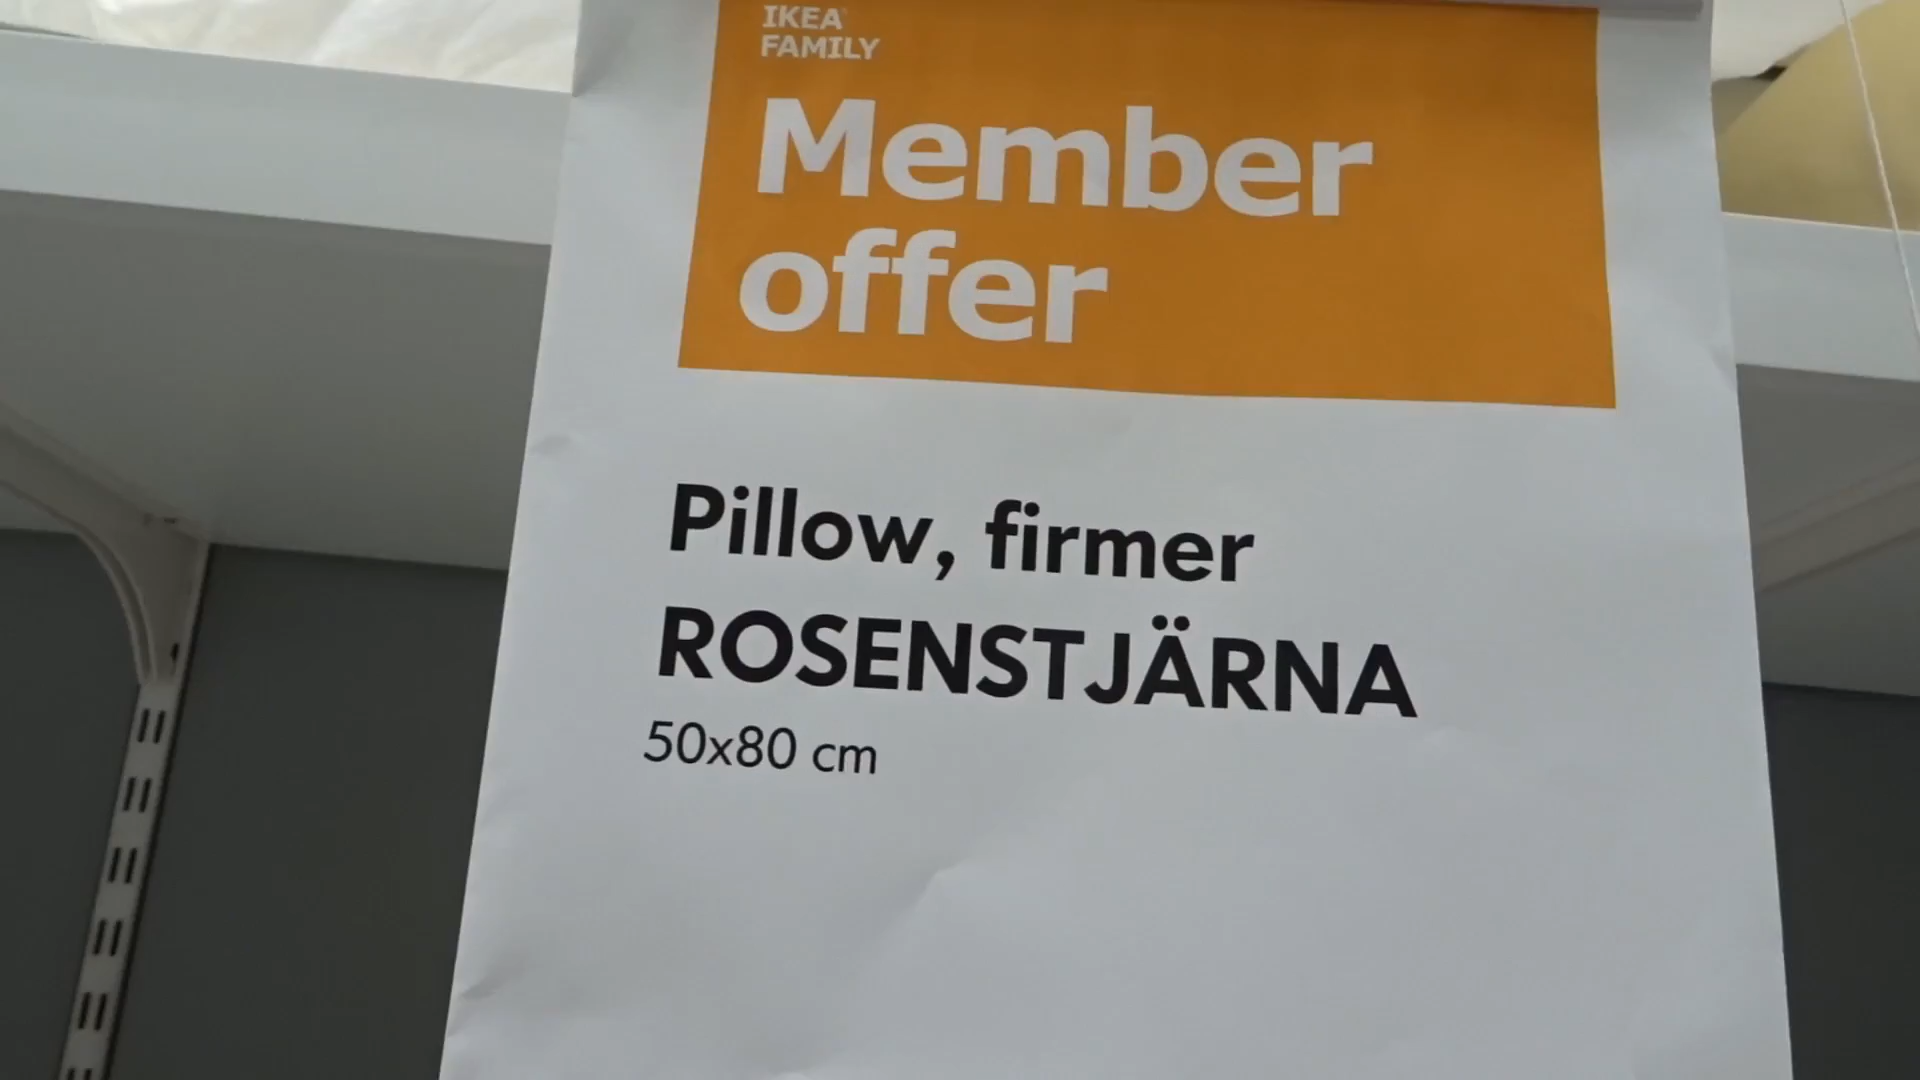 IKEA
FAMILY
Member
offer
Pillow, firmer
ROSENSTJÄRNA
50x80 cm